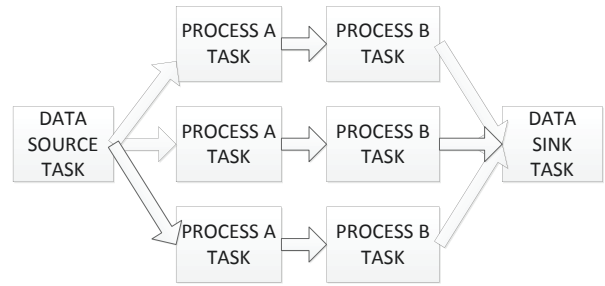 PROCESS A
TASK
PROCESS B
TASK
DATA
SOURCE
TASK
PROCESS A
TASK
PROCESS B
TASK
DATA
SINK
TASK
PROCESS A
TASK
PROCESS B
TASK